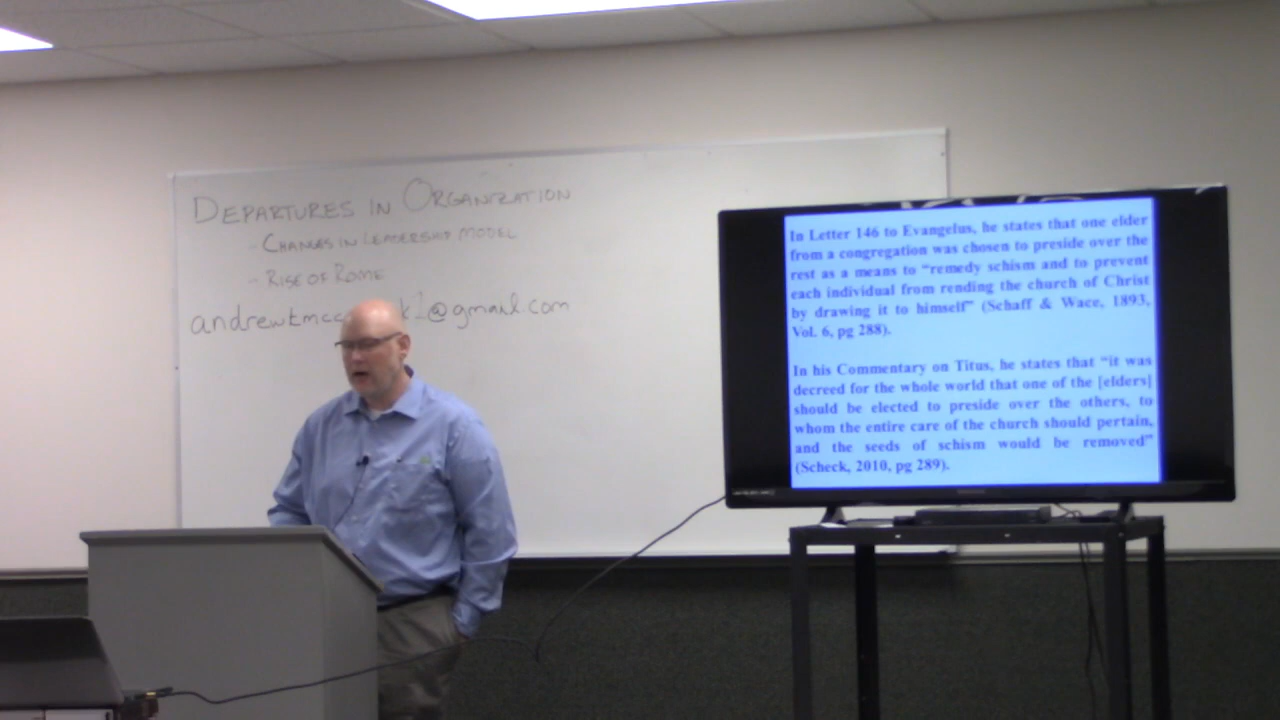 DEPARTURES IN ORGANIZATION
- CHANGES IN LEADERSHIP MODEL
- RISE OF ROME
@gmail.com
In Letter 146 to Evangelus, he states that one elder
from a congregation was chosen to preside over the
rest as a means to “remedy schism and to prevent
each individual from rending the church of Christ
by drawing it to himself” (Schaff & Wace, 1893,
Vol. 6, pg 288).
In his Commentary on Titus, he states that “it was
decreed for the whole world that one of the [elders]
should be elected to preside over the others, to
whom the entire care of the church should pertain,
and the seeds of schism would be removed”
(Scheck, 2010, pg 289).